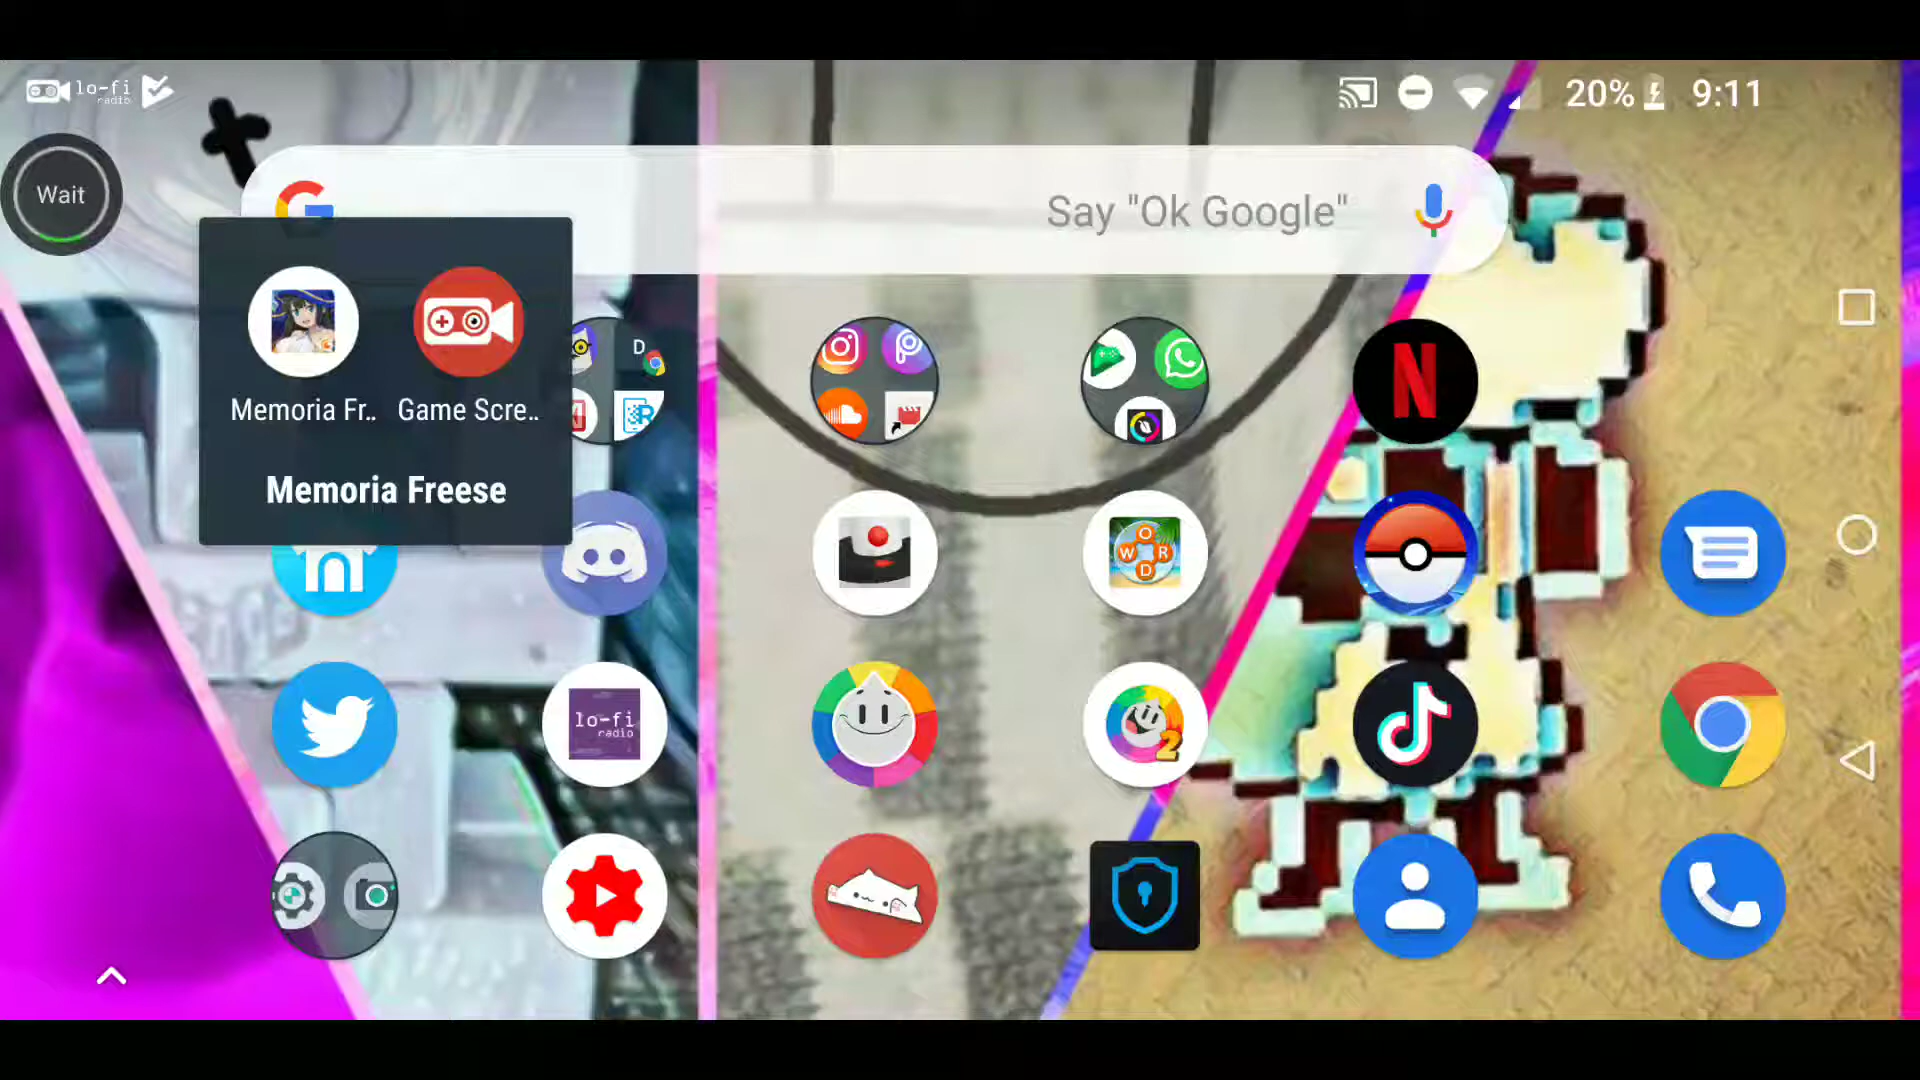 lo-fi
radio
20%
9:11
Wait
Say "Ok Google"
Memoria Fr..
Game Scre..
Memoria Freese
D
R
N
O
W R
D
lo-fi
radio
2